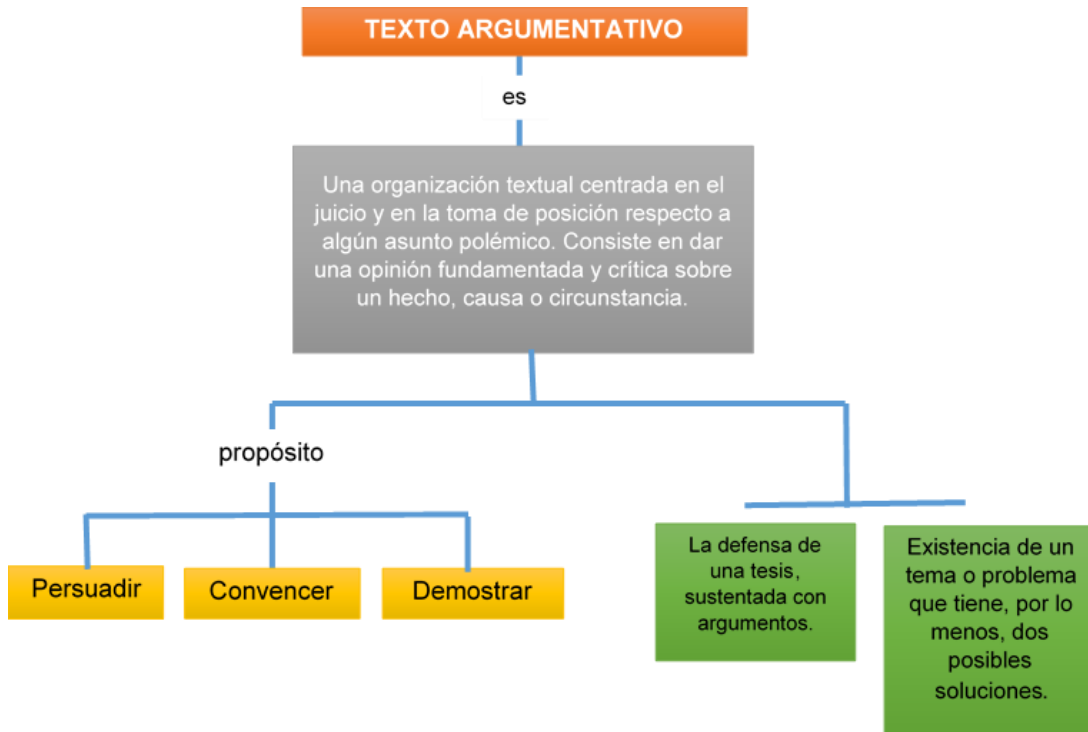 TEXTO ARGUMENTATIVO
es
Una organización textual centrada en el
juicio y en la toma de posición respecto a
algún asunto polémico. Consiste en dar
una opinión fundamentada y crítica sobre
un hecho, causa o circunstancia.
propósito
Persuadir
Convencer
Demostrar
La defensa de
una tesis,
sustentada con
argumentos.
Existencia de un
tema o problema
que tiene, por lo
menos, dos
posibles
soluciones.